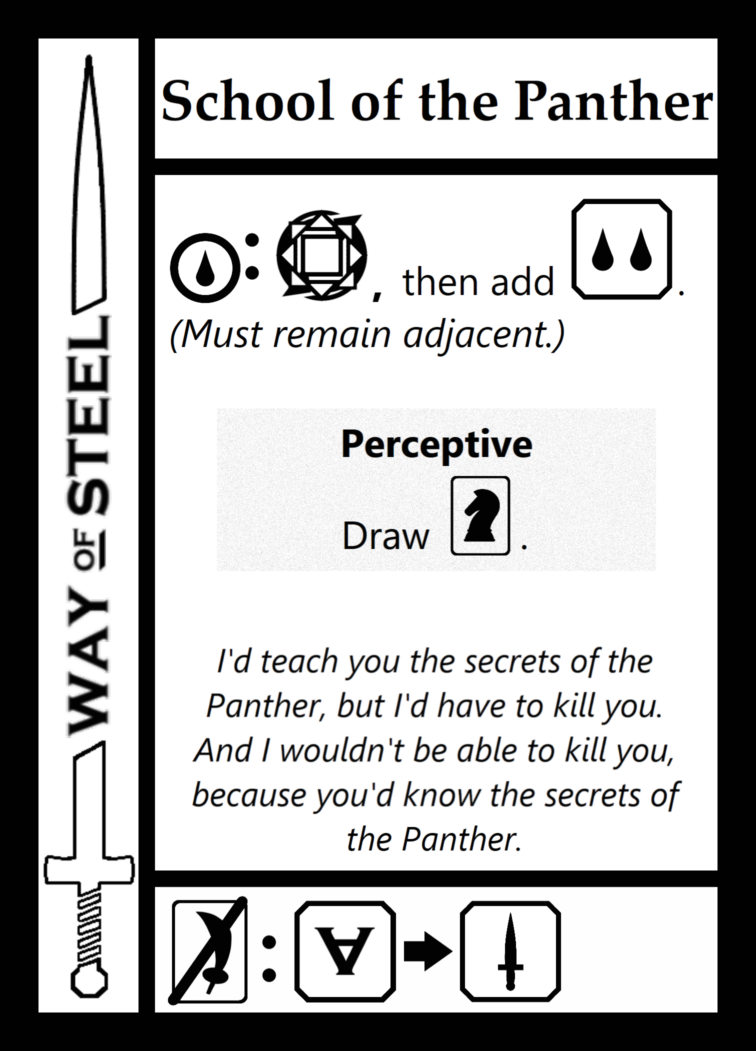 School of the Panther
: , then add .
(Must remain adjacent.)
Perceptive
Draw .
I'd teach you the secrets of the
Panther, but I'd have to kill you.
And I wouldn't be able to kill you,
because you'd know the secrets of
the Panther.
: ∀
WAY OF STEEL